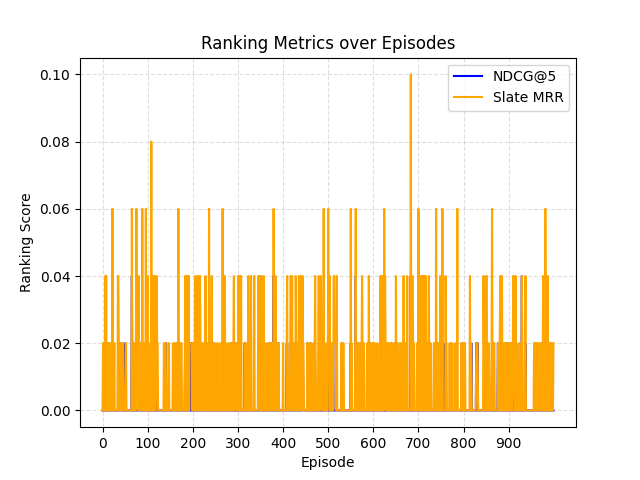 Ranking Metrics over Episodes
NDCG@5
Slate MRR
Ranking Score
0.10
0.08
0.06
0.04
0.02
0.00
0 100 200 300 400 500 600 700 800 900
Episode